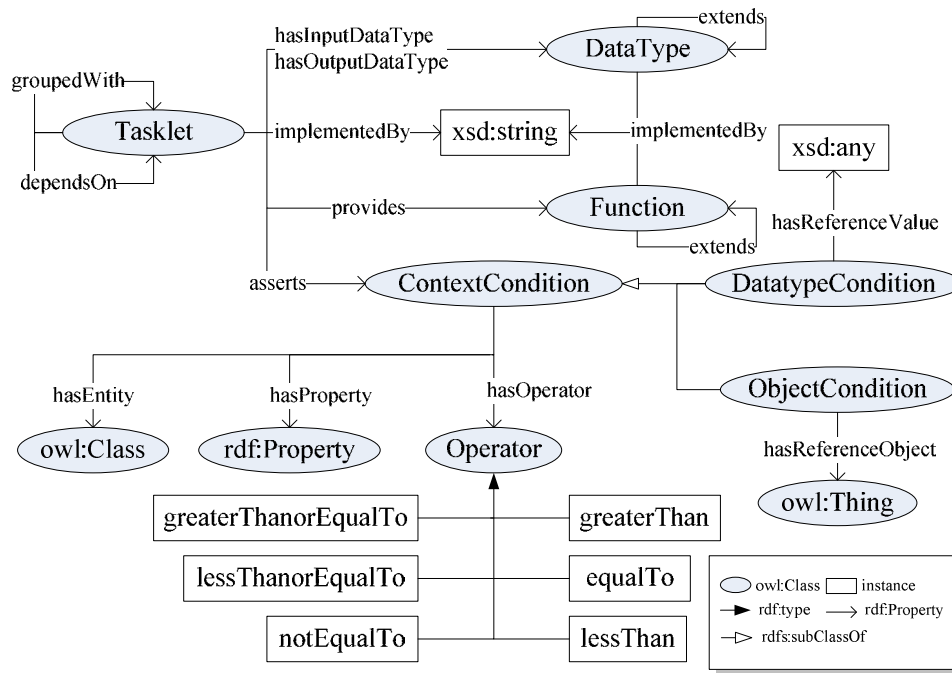 extends
hasInputDataType
hasOutputDataType
DataType
groupedWith
Tasklet
implementedBy
xsd:string
implementedBy
xsd:any
dependsOn
provides
Function
hasReferenceValue
extends
asserts
ContextCondition
DatatypeCondition
hasEntity
hasProperty
hasOperator
ObjectCondition
owl:Class
rdf:Property
Operator
hasReferenceObject
owl:Thing
greaterThanorEqualTo
greaterThan
lessThanorEqualTo
equalTo
notEqualTo
lessThan
owl:Class
instance
rdf:type
rdf:Property
rdfs:subClassOf